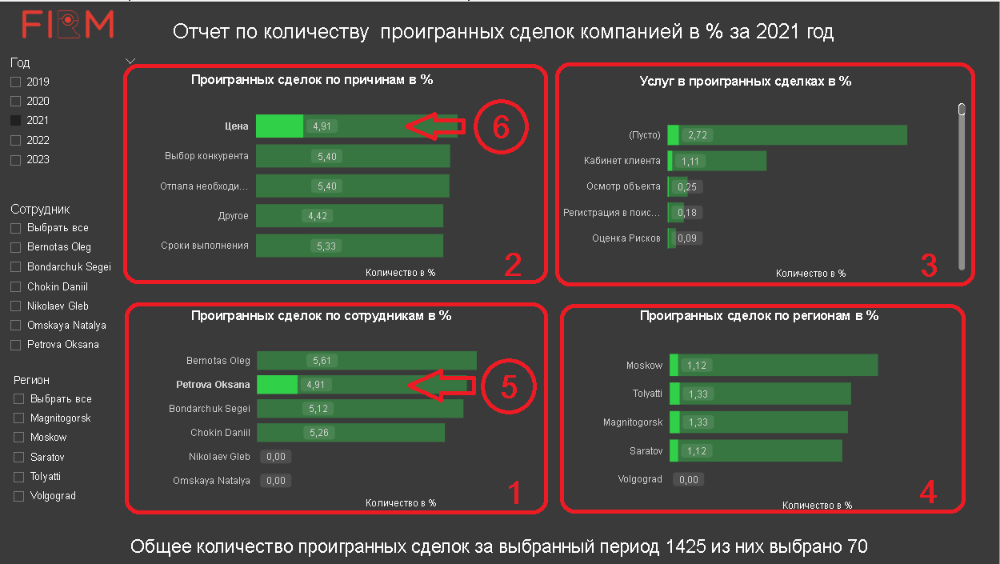 FIRM
Отчет по количеству проигранных сделок компанией в % за 2021 год
Год
2019
2020
2021
2022
2023
Сотрудник
Выбрать все
Bernotas Oleg
Bondarchuk Segei
Chokin Daniil
Nikolaev Gleb
Omskaya Natalya
Petrova Oksana
Регион
Выбрать все
Magnitogorsk
Moskow
Saratov
Tolyatti
Volgograd
Проигранных сделок по причинам в %
Цена 4,91
6
Выбор конкурента 5,40
Отпала необходи... 5,40
Другое 4,42
Сроки выполнения 5,33
2
Количество в %
Услуг в проигранных сделках в %
(Пусто) 2,72
Кабинет клиента 1,11
Осмотр объекта 0,25
Регистрация в поис... 0,18
Оценка Рисков 0,09
3
Количество в %
Проигранных сделок по сотрудникам в %
Bernotas Oleg 5,61
Petrova Oksana 4,91
5
Bondarchuk Segei 5,12
Chokin Daniil 5,26
Nikolaev Gleb 0,00
Omskaya Natalya 0,00
1
Количество в %
Проигранных сделок по регионам в %
Moskow 1,12
Tolyatti 1,33
Magnitogorsk 1,33
Saratov 1,12
Volgograd 0,00
4
Количество в %
Общее количество проигранных сделок за выбранный период 1425 из них выбрано 70